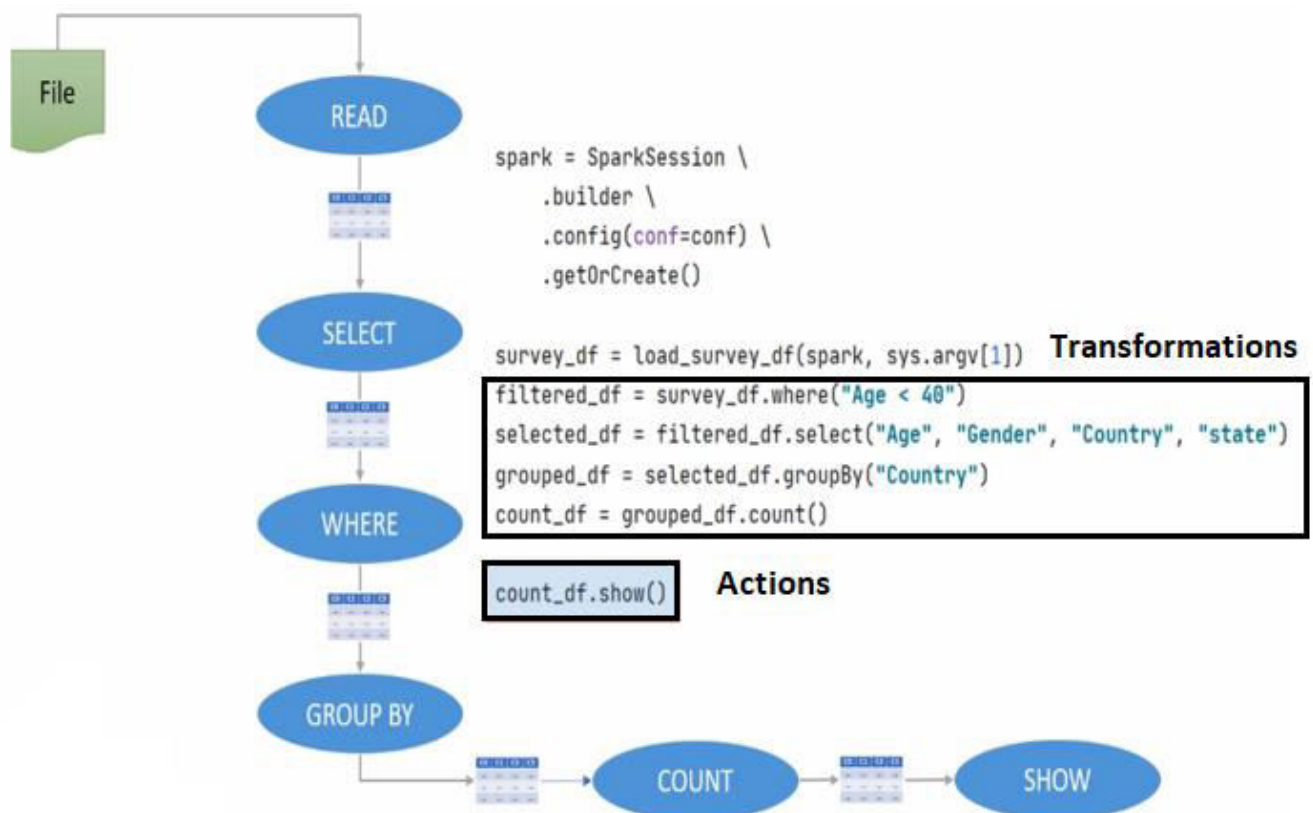 File
READ
spark = SparkSession \
.builder \
.config(conf=conf) \
.getOrCreate()
SELECT
survey_df = load_survey_df(spark, sys.argv[1])
Transformations
filtered_df = survey_df.where("Age < 40")
selected_df = filtered_df.select("Age", "Gender", "Country", "state")
grouped_df = selected_df.groupBy("Country")
count_df = grouped_df.count()
WHERE
count_df.show()
Actions
GROUP BY
COUNT
SHOW